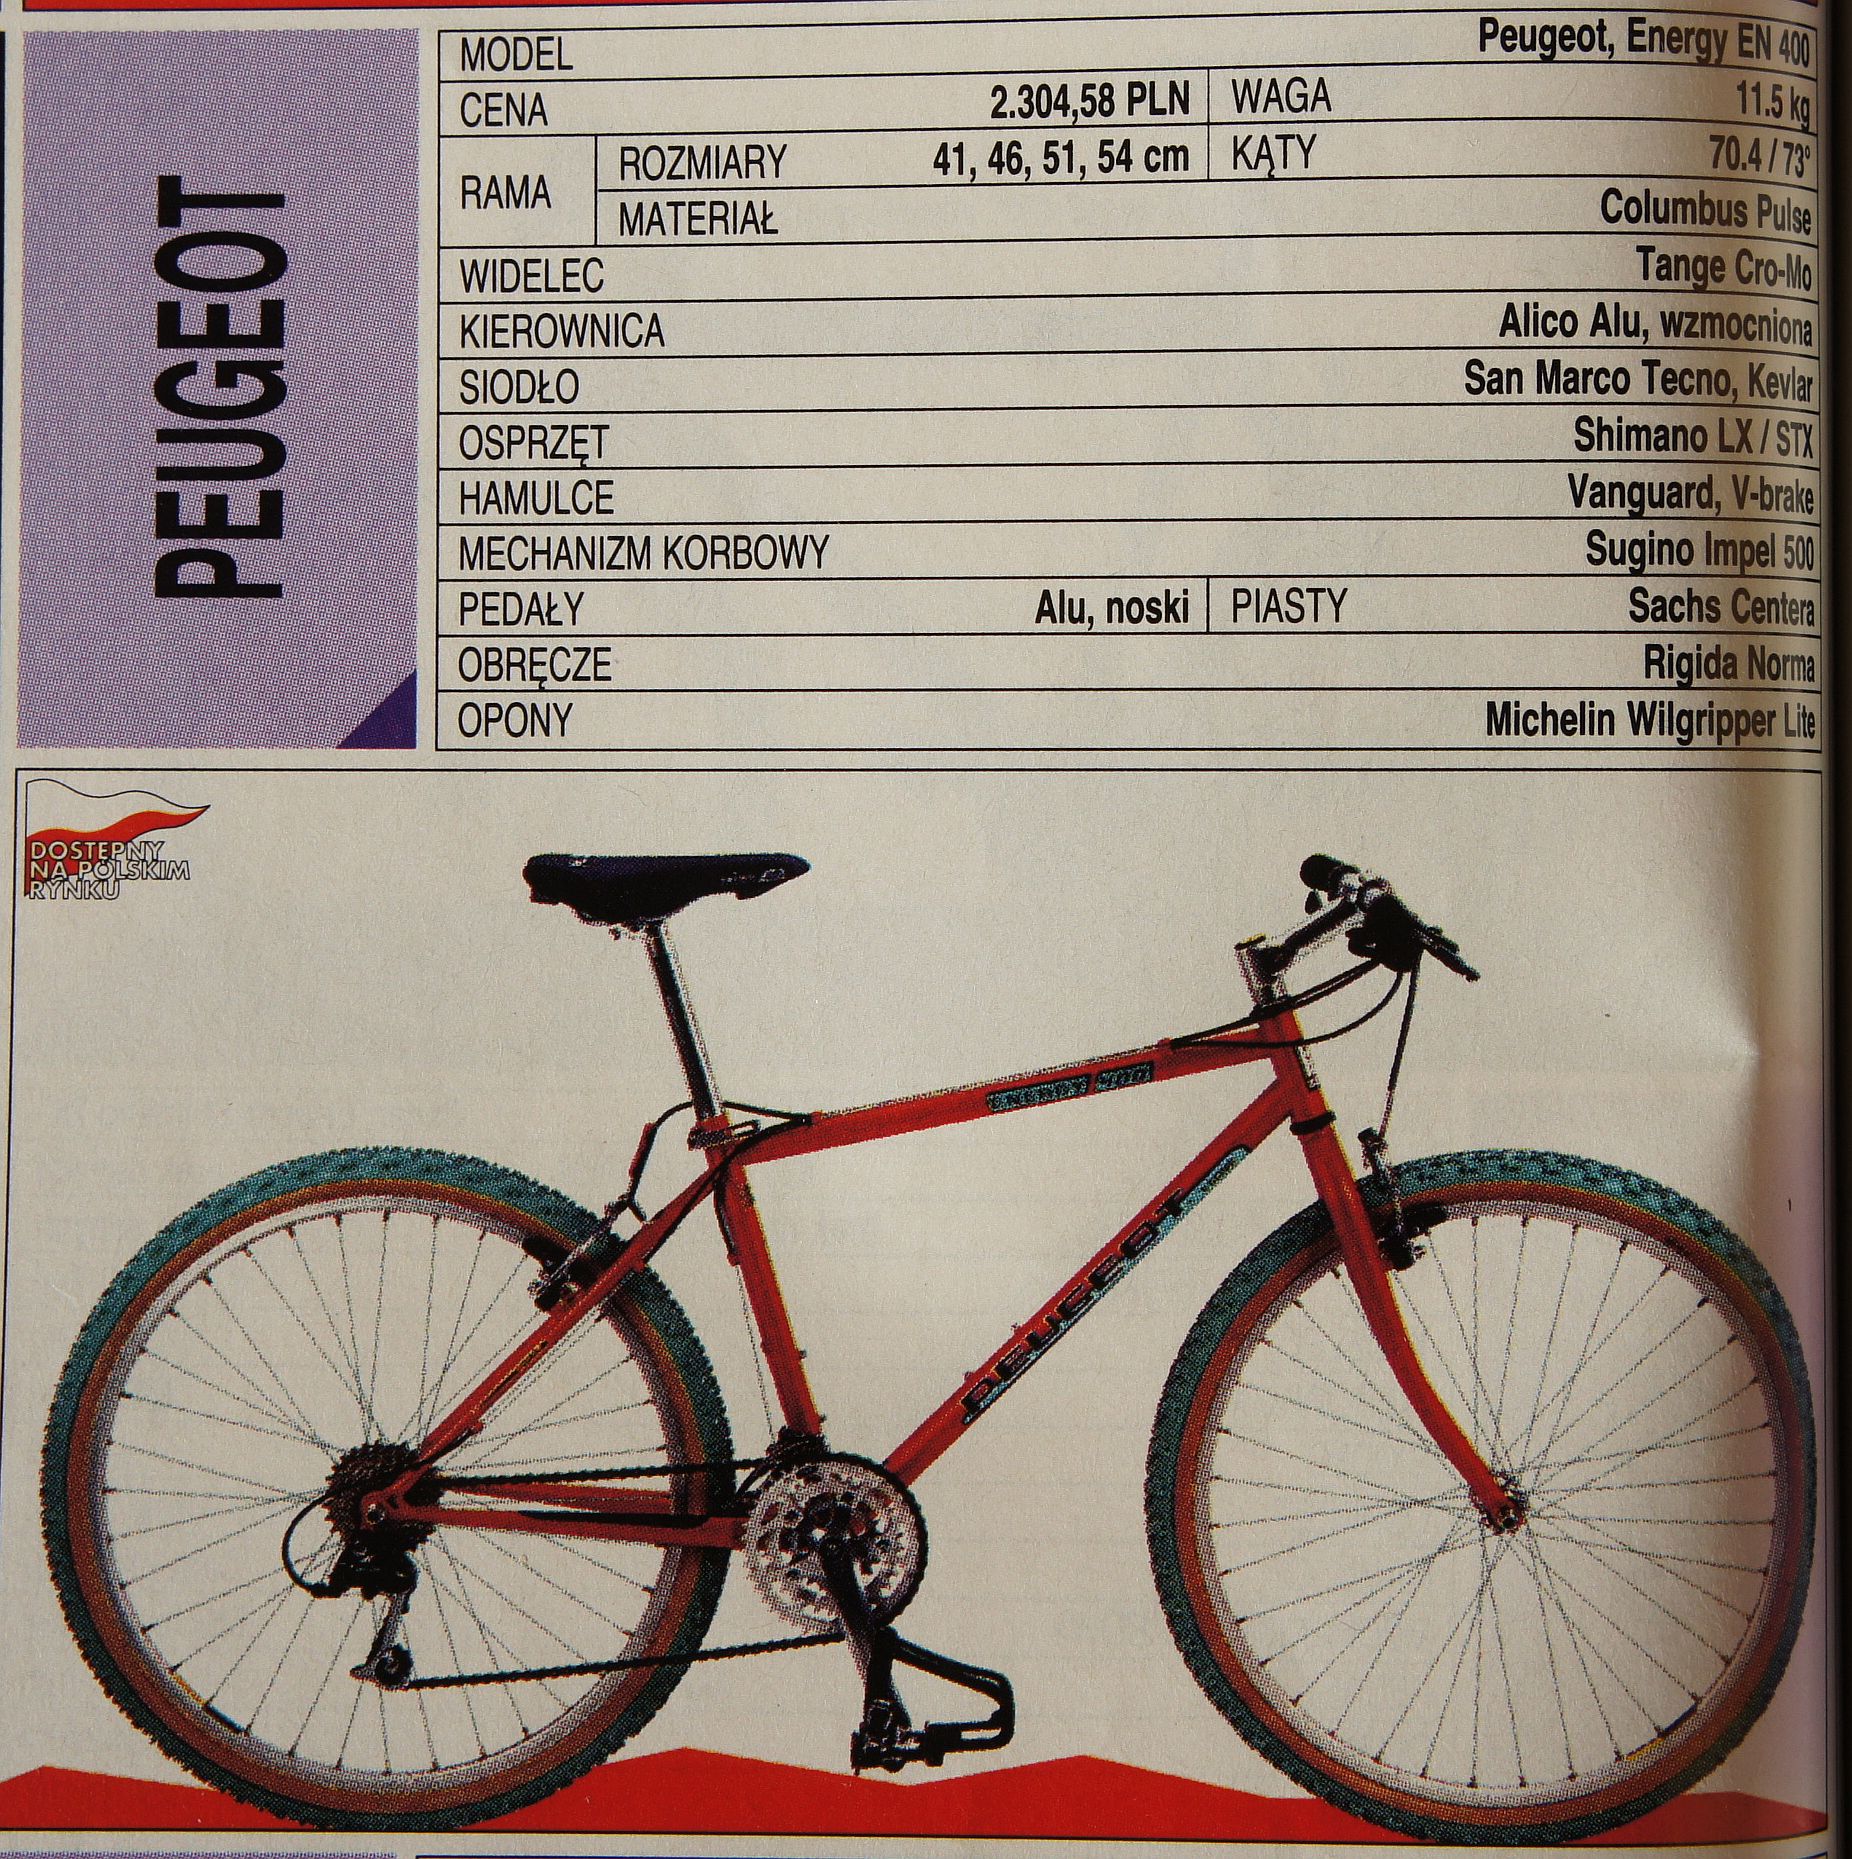 PEUGEOT
MODEL Peugeot, Energy EN 400
CENA 2.304,58 PLN WAGA 11.5 kg
RAMA ROZMIARY 41, 46, 51, 54 cm KĄTY 70.4 / 73°
MATERIAŁ Columbus Pulse
WIDELEC Tange Cro-Mo
KIEROWNICA Alico Alu, wzmocniona
SIODŁO San Marco Tecno, Kevlar
OSPRZĘT Shimano LX / STX
HAMULCE Vanguard, V-brake
MECHANIZM KORBOWY Sugino Impel 500
PEDAŁY Alu, noski PIASTY Sachs Centera
OBRĘCZE Rigida Norma
OPONY Michelin Wilgripper Lite
DOSTĘPNY
NA POLSKIM
RYNKU
ENERGY 400
PEUGEOT